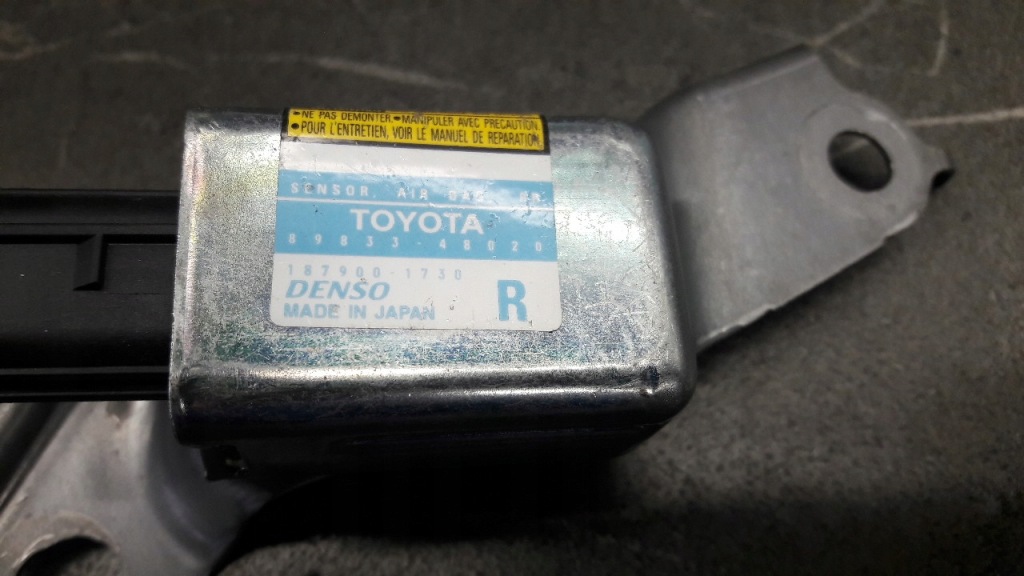 •NE PAS DEMONTER.•MANIPULER AVEC PRECAUTION.
•POUR L'ENTRETIEN, VOIR LE MANUEL DE REPARATION.
SENSOR, AIR BAG
TOYOTA
89833-48020
187900-1730
DENSO
MADE IN JAPAN
R